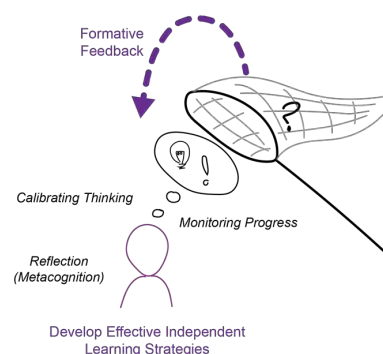 Formative
Feedback
?
!
Calibrating Thinking
Monitoring Progress
Reflection
(Metacognition)
Develop Effective Independent
Learning Strategies